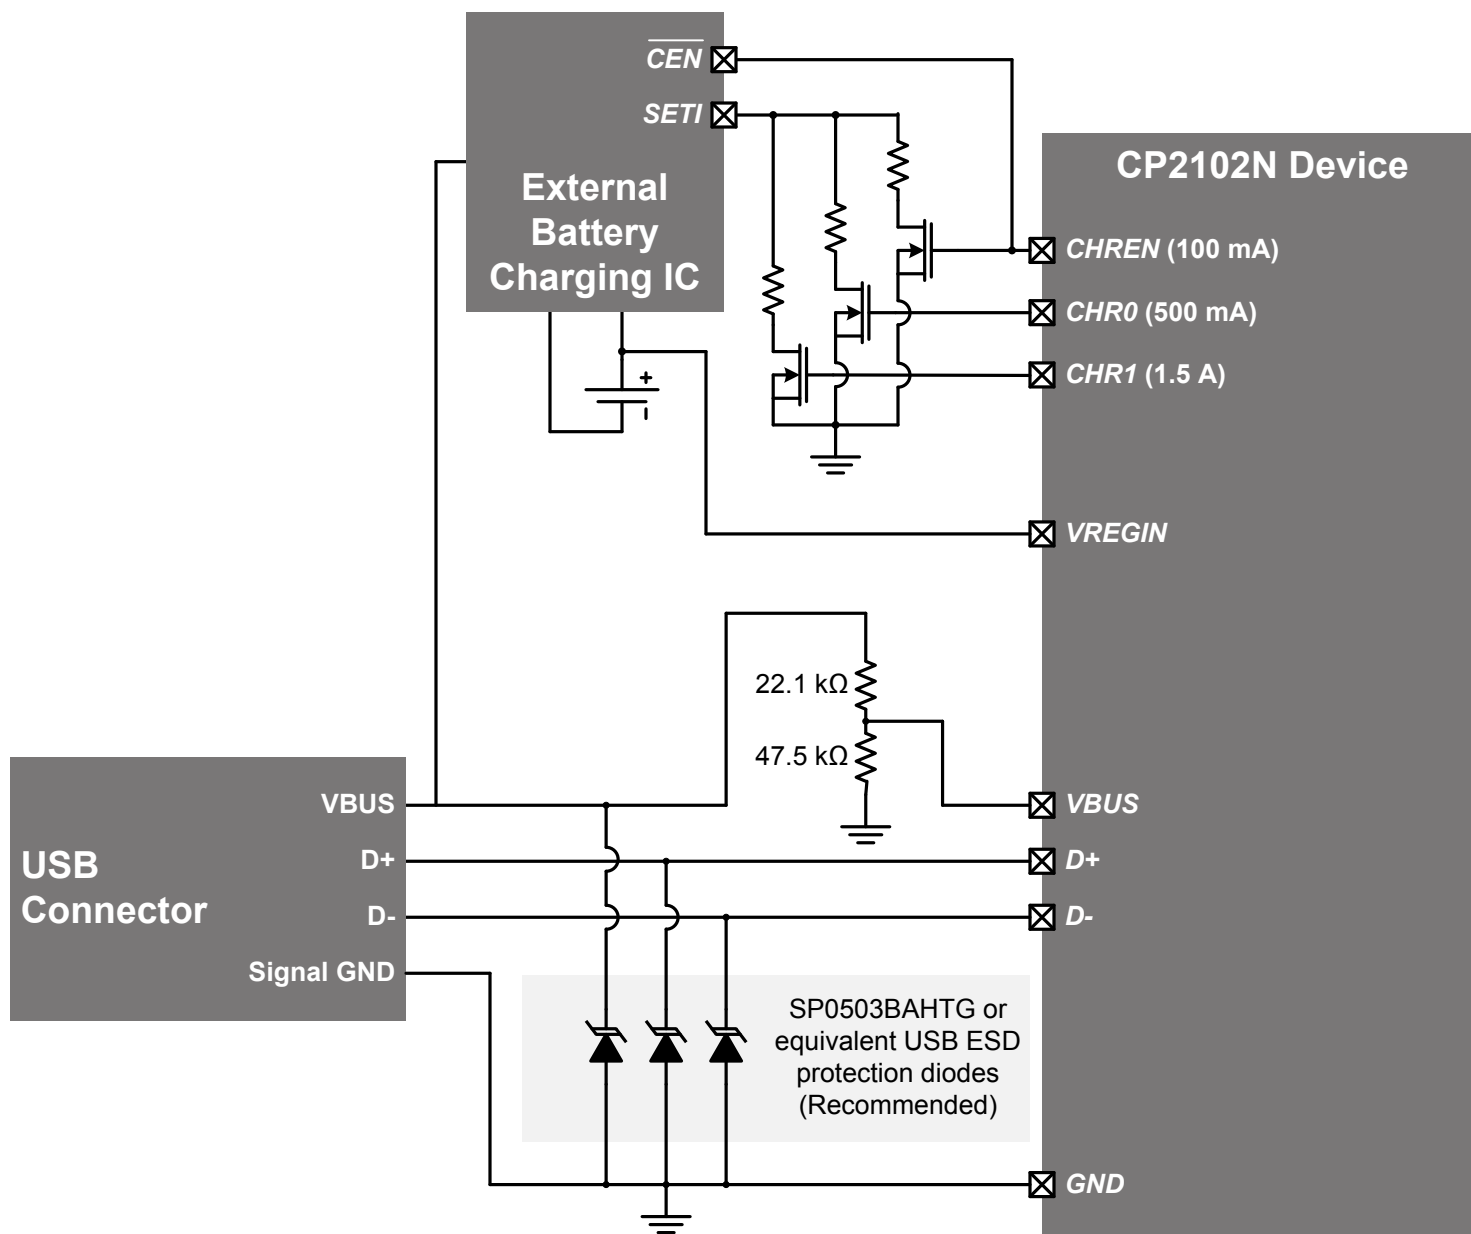 CEN
SETI
External
Battery
Charging IC
+
-
CP2102N Device
CHREN (100 mA)
CHR0 (500 mA)
CHR1 (1.5 A)
VREGIN
22.1 kΩ
47.5 kΩ
USB
Connector
VBUS
D+
D-
Signal GND
VBUS
D+
D-
SP0503BAHTG or
equivalent USB ESD
protection diodes
(Recommended)
GND